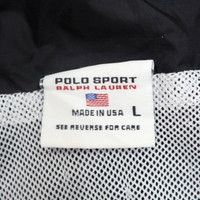 POLO SPORT
RALPH LAUREN
MADE IN USA L
SEE REVERSE FOR CARE